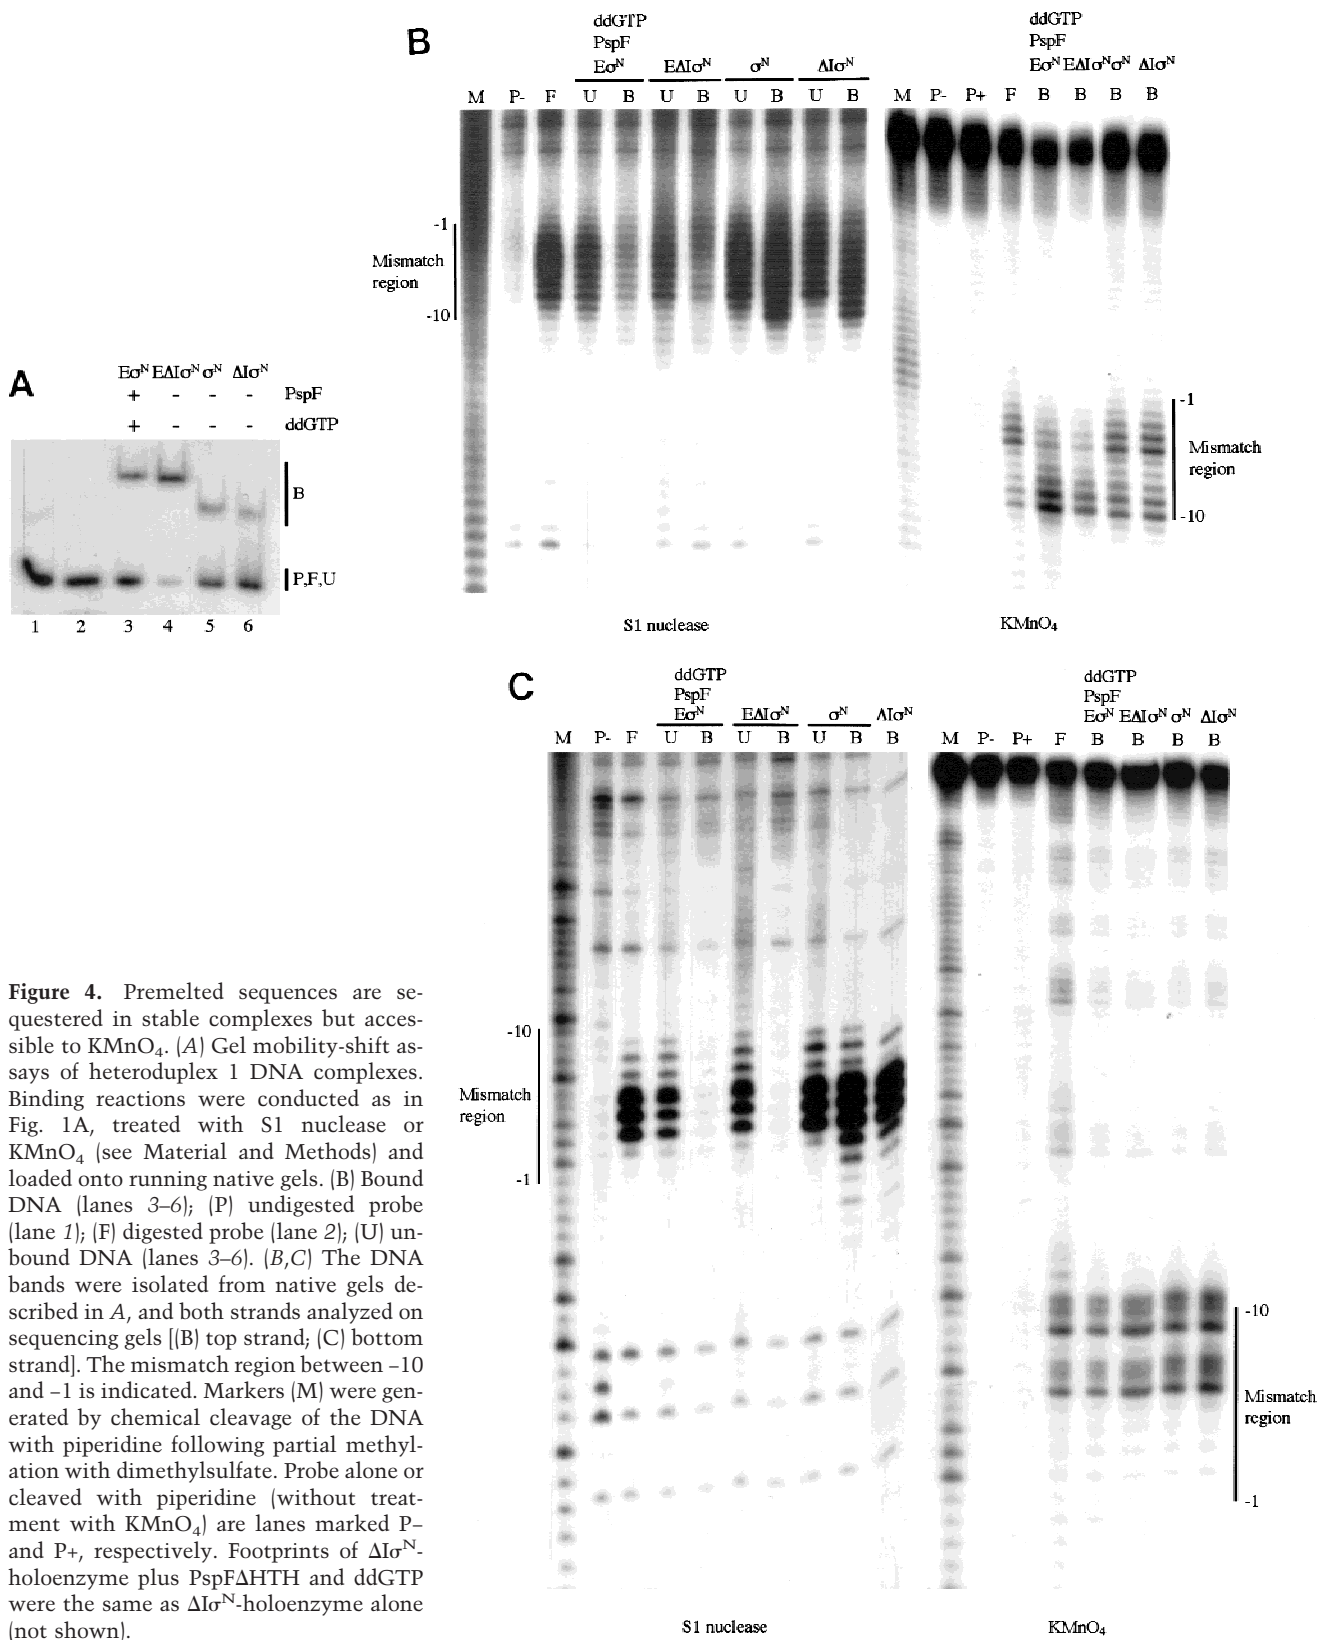 B
ddGTP
PspF
Eσᴺ EΔIσᴺ σᴺ ΔIσᴺ
M P- F U B U B U B U B
-1
Mismatch
region
-10
S1 nuclease
ddGTP
PspF
Eσᴺ EΔIσᴺ σᴺ ΔIσᴺ
M P- P+ F B B B B
-1
Mismatch
region
-10
KMnO₄
A
Eσᴺ EΔIσᴺ σᴺ ΔIσᴺ
+ - - - PspF
+ - - - ddGTP
B
P,F,U
1 2 3 4 5 6
C
ddGTP
PspF
Eσᴺ EΔIσᴺ σᴺ ΔIσᴺ
M P- F U B U B U B B
-10
Mismatch
region
-1
S1 nuclease
ddGTP
PspF
Eσᴺ EΔIσᴺ σᴺ ΔIσᴺ
M P- P+ F B B B B
-10
Mismatch
region
-1
KMnO₄
Figure 4. Premelted sequences are se-
questered in stable complexes but acces-
sible to KMnO₄. (A) Gel mobility-shift as-
says of heteroduplex 1 DNA complexes.
Binding reactions were conducted as in
Fig. 1A, treated with S1 nuclease or
KMnO₄ (see Material and Methods) and
loaded onto running native gels. (B) Bound
DNA (lanes 3–6); (P) undigested probe
(lane 1); (F) digested probe (lane 2); (U) un-
bound DNA (lanes 3–6). (B,C) The DNA
bands were isolated from native gels de-
scribed in A, and both strands analyzed on
sequencing gels [(B) top strand; (C) bottom
strand]. The mismatch region between −10
and −1 is indicated. Markers (M) were gen-
erated by chemical cleavage of the DNA
with piperidine following partial methyl-
ation with dimethylsulfate. Probe alone or
cleaved with piperidine (without treat-
ment with KMnO₄) are lanes marked P−
and P+, respectively. Footprints of ΔIσᴺ-
holoenzyme plus PspFΔHTH and ddGTP
were the same as ΔIσᴺ-holoenzyme alone
(not shown).